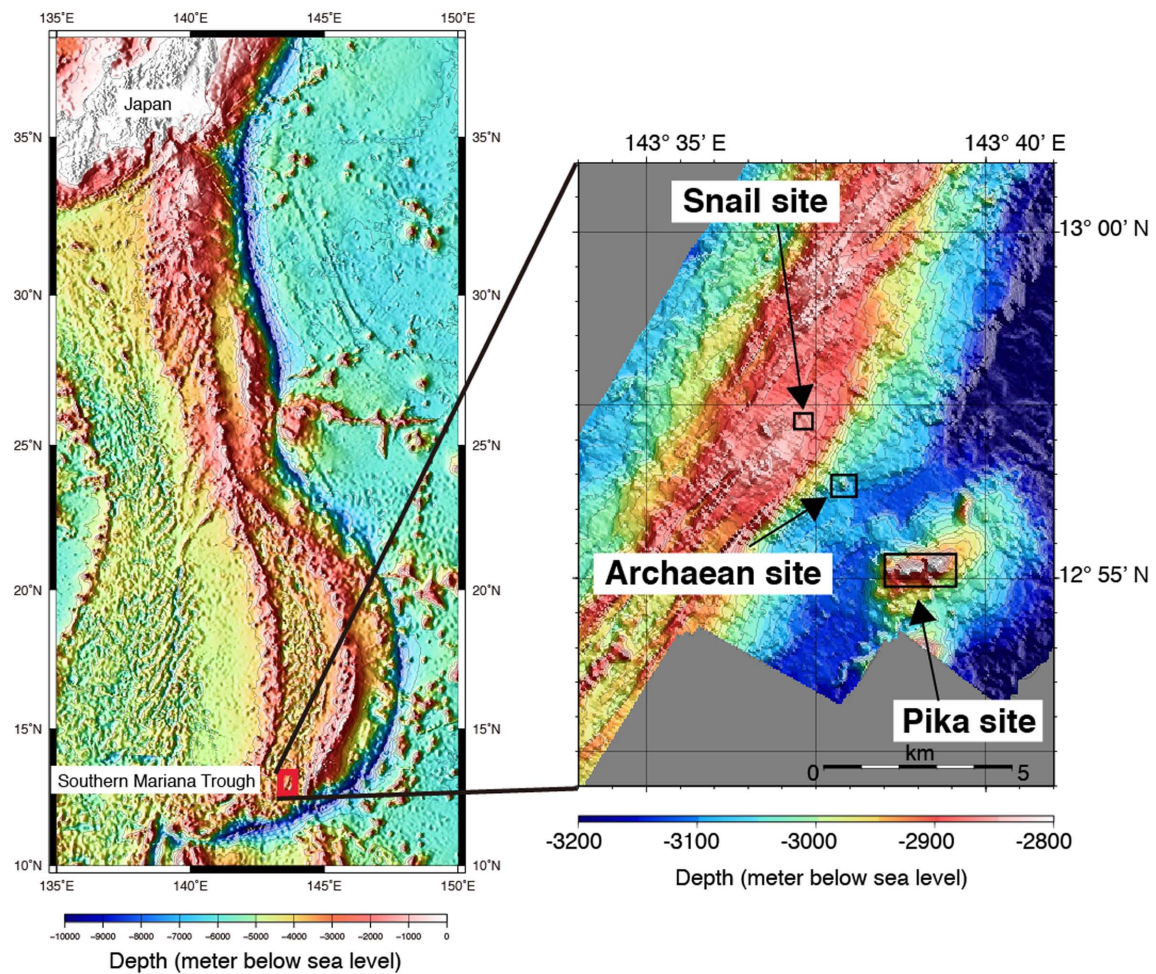 135˚E 140˚E 145˚E 150˚E
35˚N 35˚N
30˚N 30˚N
25˚N 25˚N
20˚N 20˚N
15˚N 15˚N
10˚N 10˚N
135˚E 140˚E 145˚E 150˚E
Japan
Southern Mariana Trough
-10000 -9000 -8000 -7000 -6000 -5000 -4000 -3000 -2000 -1000 0
Depth (meter below sea level)
143° 35’ E 143° 40’ E
13° 00’ N
12° 55’ N
Snail site
Archaean site
Pika site
km
0 5
-3200 -3100 -3000 -2900 -2800
Depth (meter below sea level)